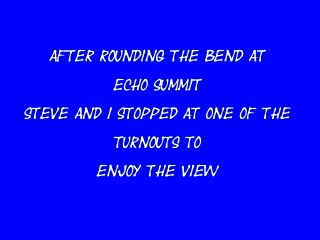 AFTER ROUNDING THE BEND AT
ECHO SUMMIT
STEVE AND I STOPPED AT ONE OF THE
TURNOUTS TO
ENJOY THE VIEW